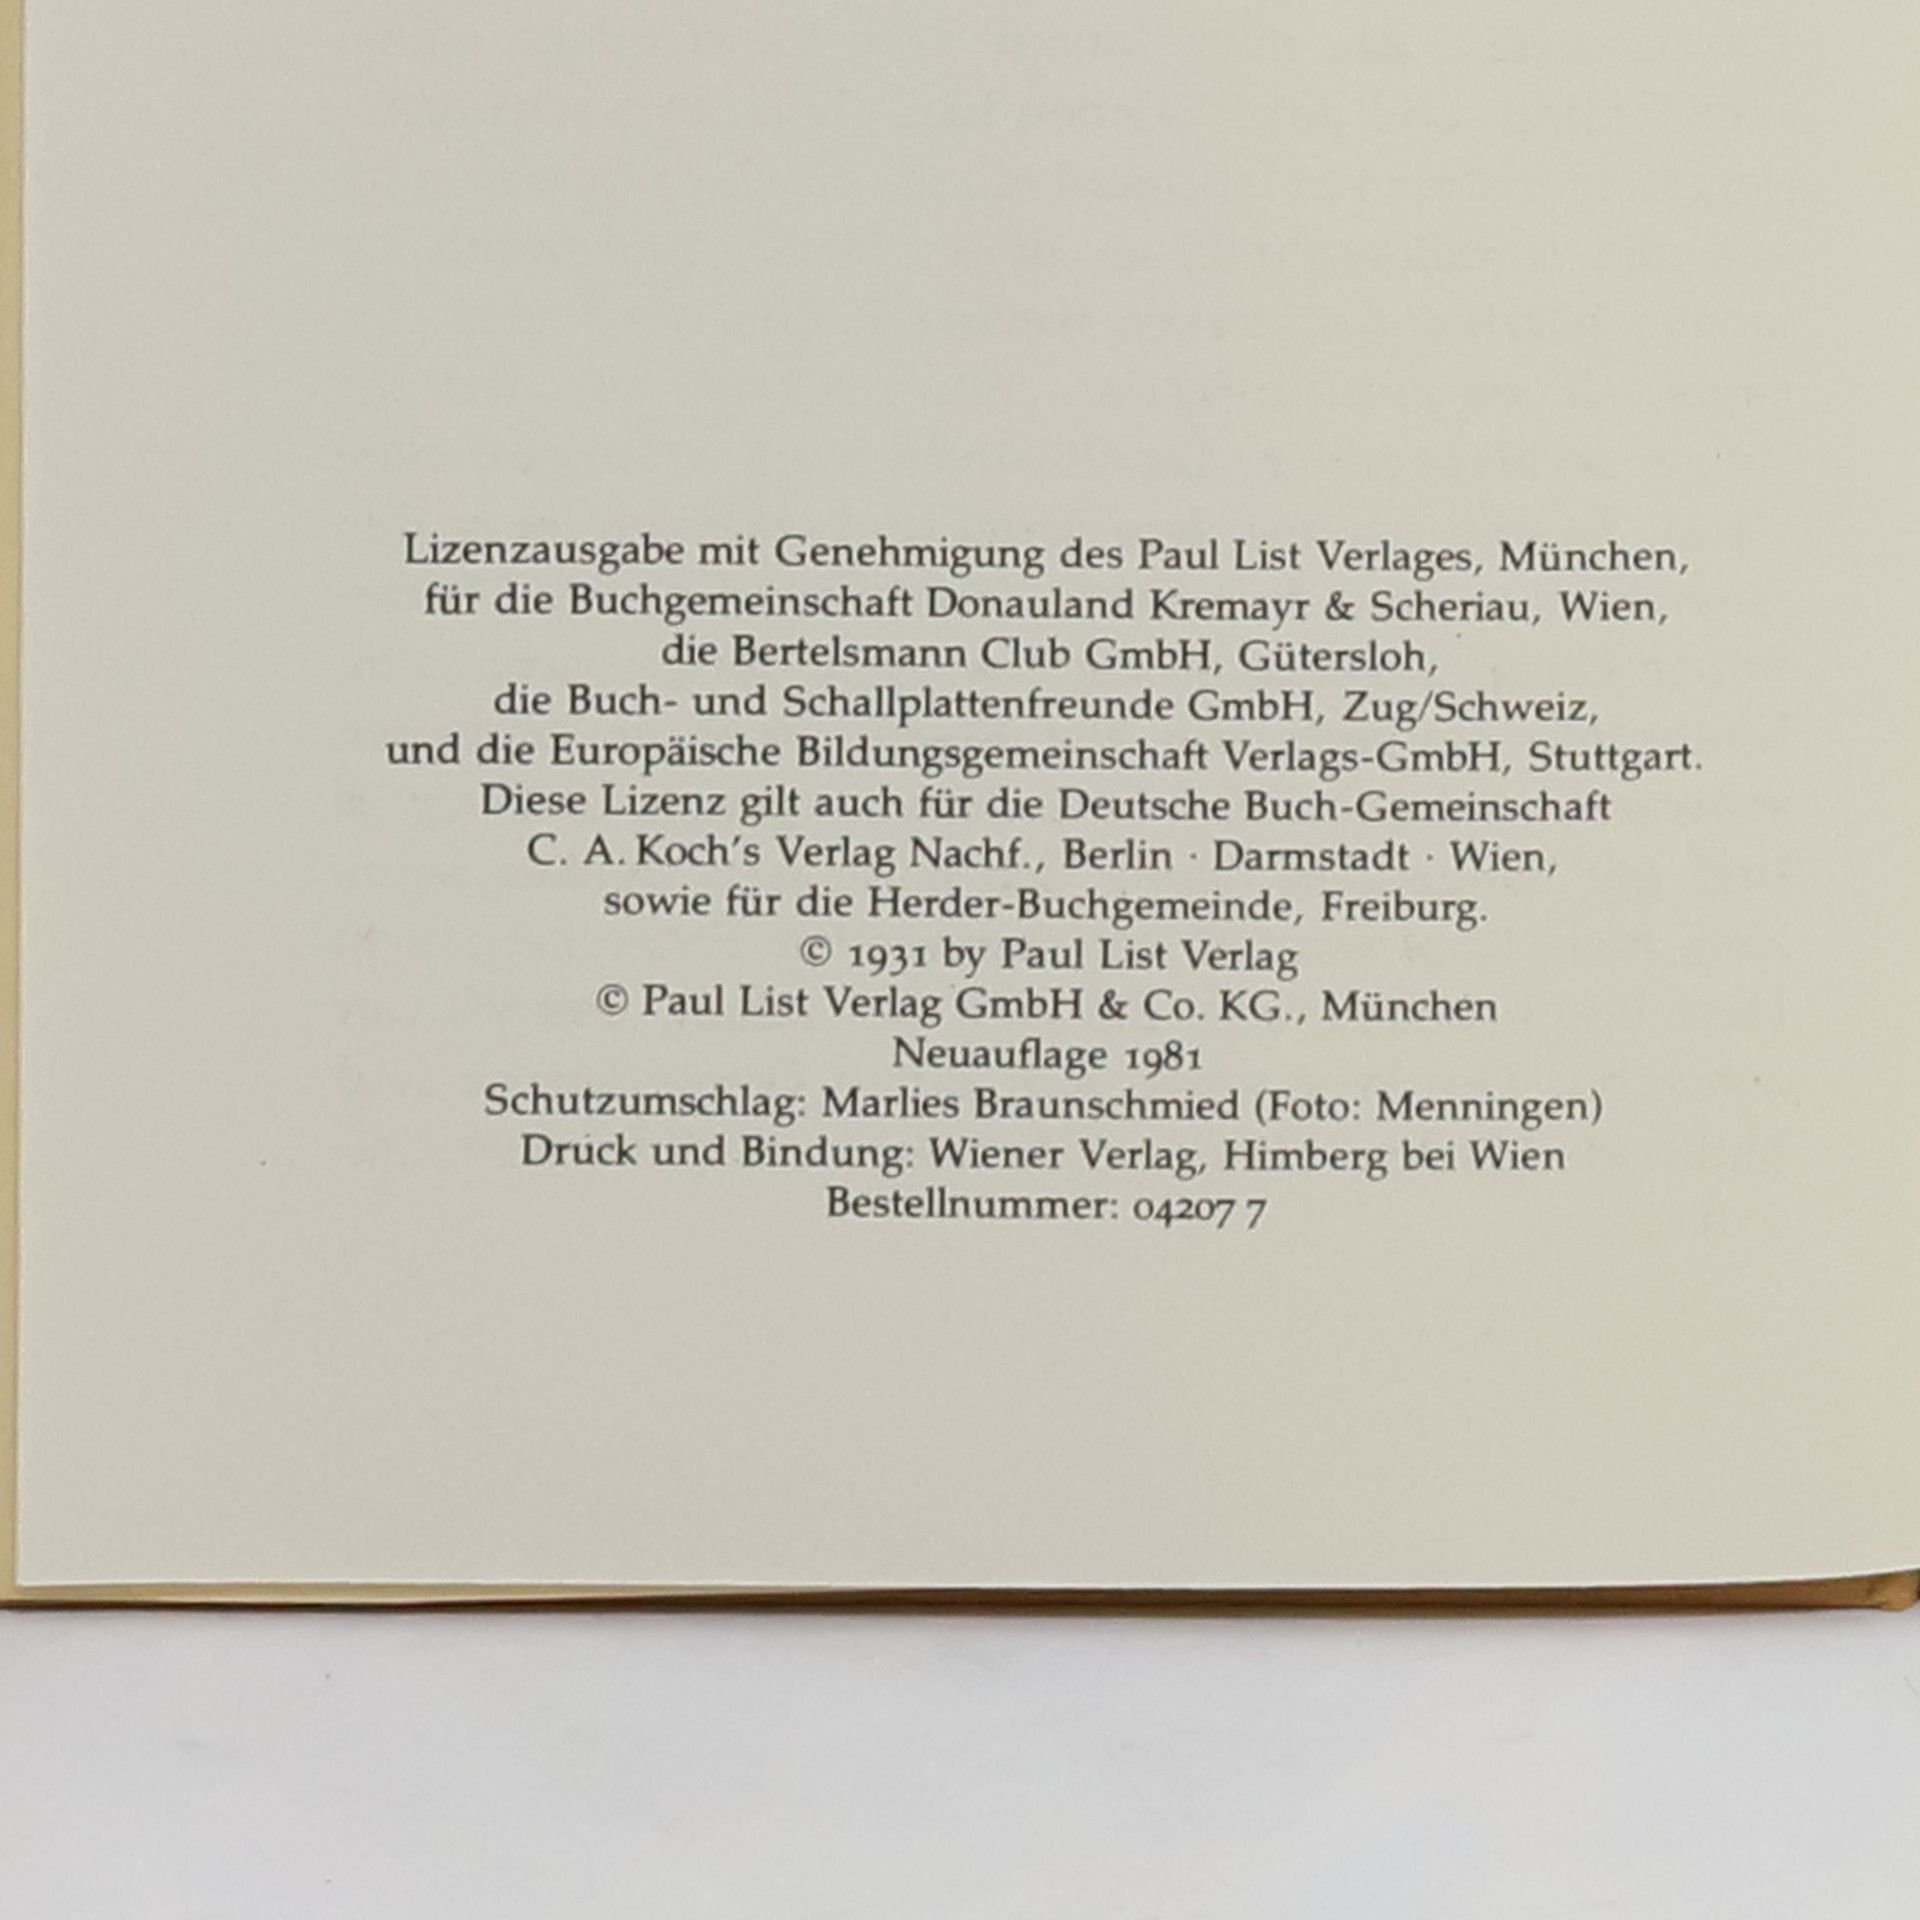 Lizenzausgabe mit Genehmigung des Paul List Verlages, München,
für die Buchgemeinschaft Donauland Kremayr & Scheriau, Wien,
die Bertelsmann Club GmbH, Gütersloh,
die Buch- und Schallplattenfreunde GmbH, Zug/Schweiz,
und die Europäische Bildungsgemeinschaft Verlags-GmbH, Stuttgart.
Diese Lizenz gilt auch für die Deutsche Buch-Gemeinschaft
C. A. Koch's Verlag Nachf., Berlin · Darmstadt · Wien,
sowie für die Herder-Buchgemeinde, Freiburg.
© 1931 by Paul List Verlag
© Paul List Verlag GmbH & Co. KG., München
Neuauflage 1981
Schutzumschlag: Marlies Braunschmied (Foto: Menningen)
Druck und Bindung: Wiener Verlag, Himberg bei Wien
Bestellnummer: 04207 7